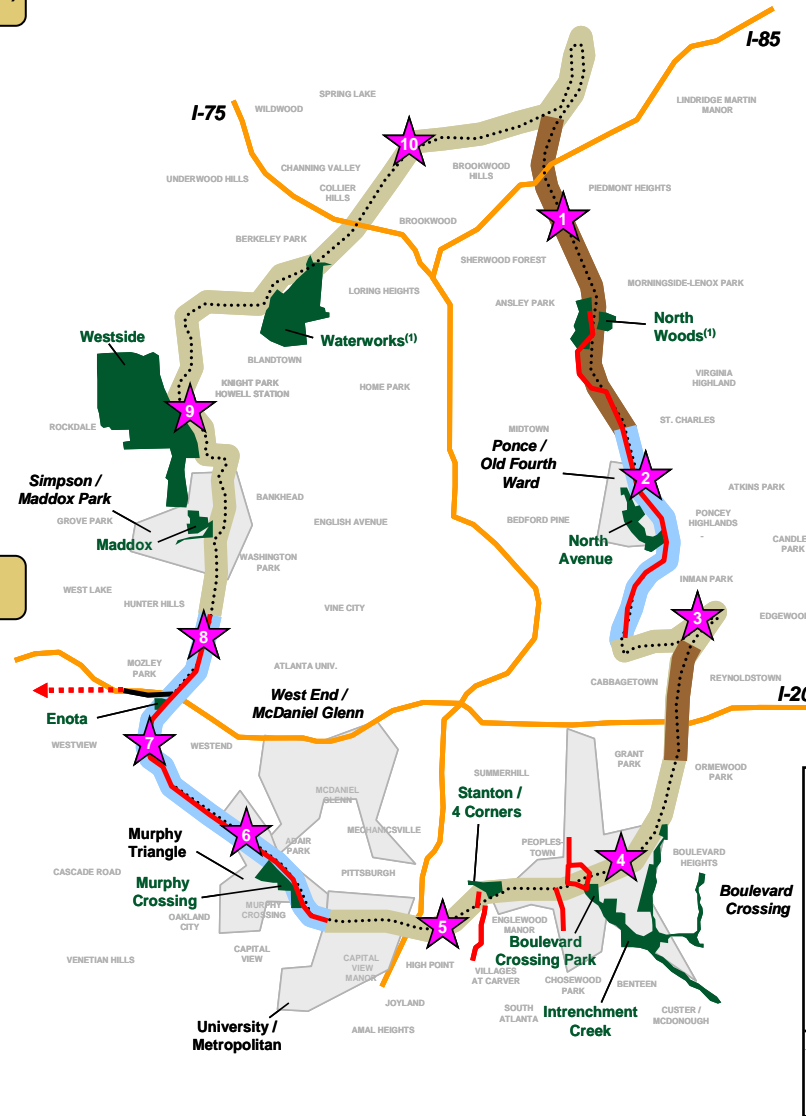 I-85
SPRING LAKE
LINDRIDGE MARTIN
MANOR
I-75
WILDWOOD
10
CHANNING VALLEY
BROOKWOOD
HILLS
UNDERWOOD HILLS
COLLIER
HILLS
PIEDMONT HEIGHTS
1
BROOKWOOD
BERKELEY PARK
SHERWOOD FOREST
MORNINGSIDE-LENOX PARK
LORING HEIGHTS
ANSLEY PARK
North
Woods(1)
Westside
Waterworks(1)
BLANDTOWN
VIRGINIA
HIGHLAND
KNIGHT PARK
HOWELL STATION
HOME PARK
9
ST. CHARLES
ROCKDALE
MIDTOWN
Ponce /
Old Fourth
Ward
2
Simpson /
Maddox Park
ATKINS PARK
BANKHEAD
GROVE PARK
ENGLISH AVENUE
BEDFORD PINE
PONCEY
HIGHLANDS
-
Maddox
North
Avenue
CANDLE
PARK
WASHINGTON
PARK
INMAN PARK
WEST LAKE
HUNTER HILLS
VINE CITY
3
EDGEWOOD
8
MOZLEY
PARK
ATLANTA UNIV.
CABBAGETOWN
REYNOLDSTOWN
West End /
McDaniel Glenn
I-20
Enota
7
WESTVIEW
WESTEND
GRANT
PARK
ORMEWOOD
PARK
SUMMERHILL
MCDANIEL
GLENN
Stanton /
4 Corners
MECHANICSVILLE
6
Murphy
Triangle
ADAIR
PARK
PEOPLES-
TOWN
4
BOULEVARD
HEIGHTS
CASCADE ROAD
PITTSBURGH
Murphy
Crossing
Boulevard
Crossing
MURPHY
CROSSING
OAKLAND
CITY
5
ENGLEWOOD
MANOR
Boulevard
Crossing Park
CAPITAL
VIEW
VENETIAN HILLS
CAPITAL
VIEW
MANOR
HIGH POINT
VILLAGES
AT CARVER
CHOSEWOOD
PARK
BENTEEN
JOYLAND
SOUTH
ATLANTA
Intrenchment
Creek
CUSTER /
MCDONOUGH
University /
Metropolitan
AMAL HEIGHTS